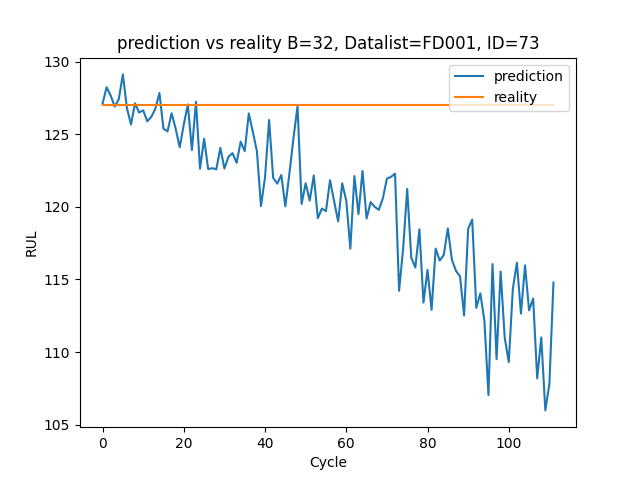 prediction vs reality B=32, Datalist=FD001, ID=73
prediction
reality
130
125
120
115
110
105
RUL
0 20 40 60 80 100
Cycle